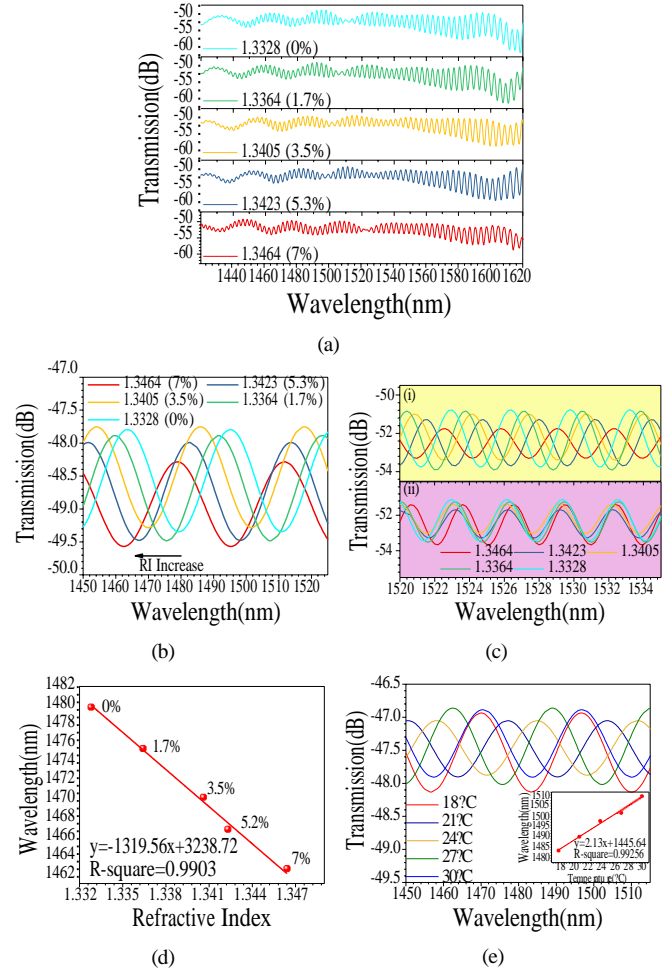 -50
-55
-60
1.3328 (0%)
-50
-55
-60
1.3364 (1.7%)
-50
-55
-60
1.3405 (3.5%)
-50
-55
-60
1.3423 (5.3%)
-50
-55
-60
1.3464 (7%)
Transmission(dB)
1440 1460 1480 1500 1520 1540 1560 1580 1600 1620
Wavelength(nm)
(a)
-47.0
-47.5
-48.0
-48.5
-49.0
-49.5
-50.0
Transmission(dB)
1.3464 (7%) 1.3423 (5.3%)
1.3405 (3.5%) 1.3364 (1.7%)
1.3328 (0%)
RI Increase
1450 1460 1470 1480 1490 1500 1510 1520
Wavelength(nm)
(b)
(i)
-50
-52
-54
(ii)
-52
-54
Transmission(dB)
1.3464 1.3423 1.3405
1.3364 1.3328
1520 1522 1524 1526 1528 1530 1532 1534
Wavelength(nm)
(c)
1482
1480
1478
1476
1474
1472
1470
1468
1466
1464
1462
Wavelength(nm)
0%
1.7%
3.5%
5.2%
7%
y=-1319.56x+3238.72
R-square=0.9903
1.332 1.335 1.338 1.341 1.344 1.347
Refractive Index
(d)
-46.5
-47.0
-47.5
-48.0
-48.5
-49.0
-49.5
Transmission(dB)
18?C
21?C
24?C
27?C
30?C
Wavelength(nm)
1510
1505
1500
1495
1490
1485
1480
y=2.13x+1445.64
R-square=0.99256
18 20 22 24 26 28 30
1450 1460 1470 1480 1490 1500 1510
Wavelength(nm)
(e)